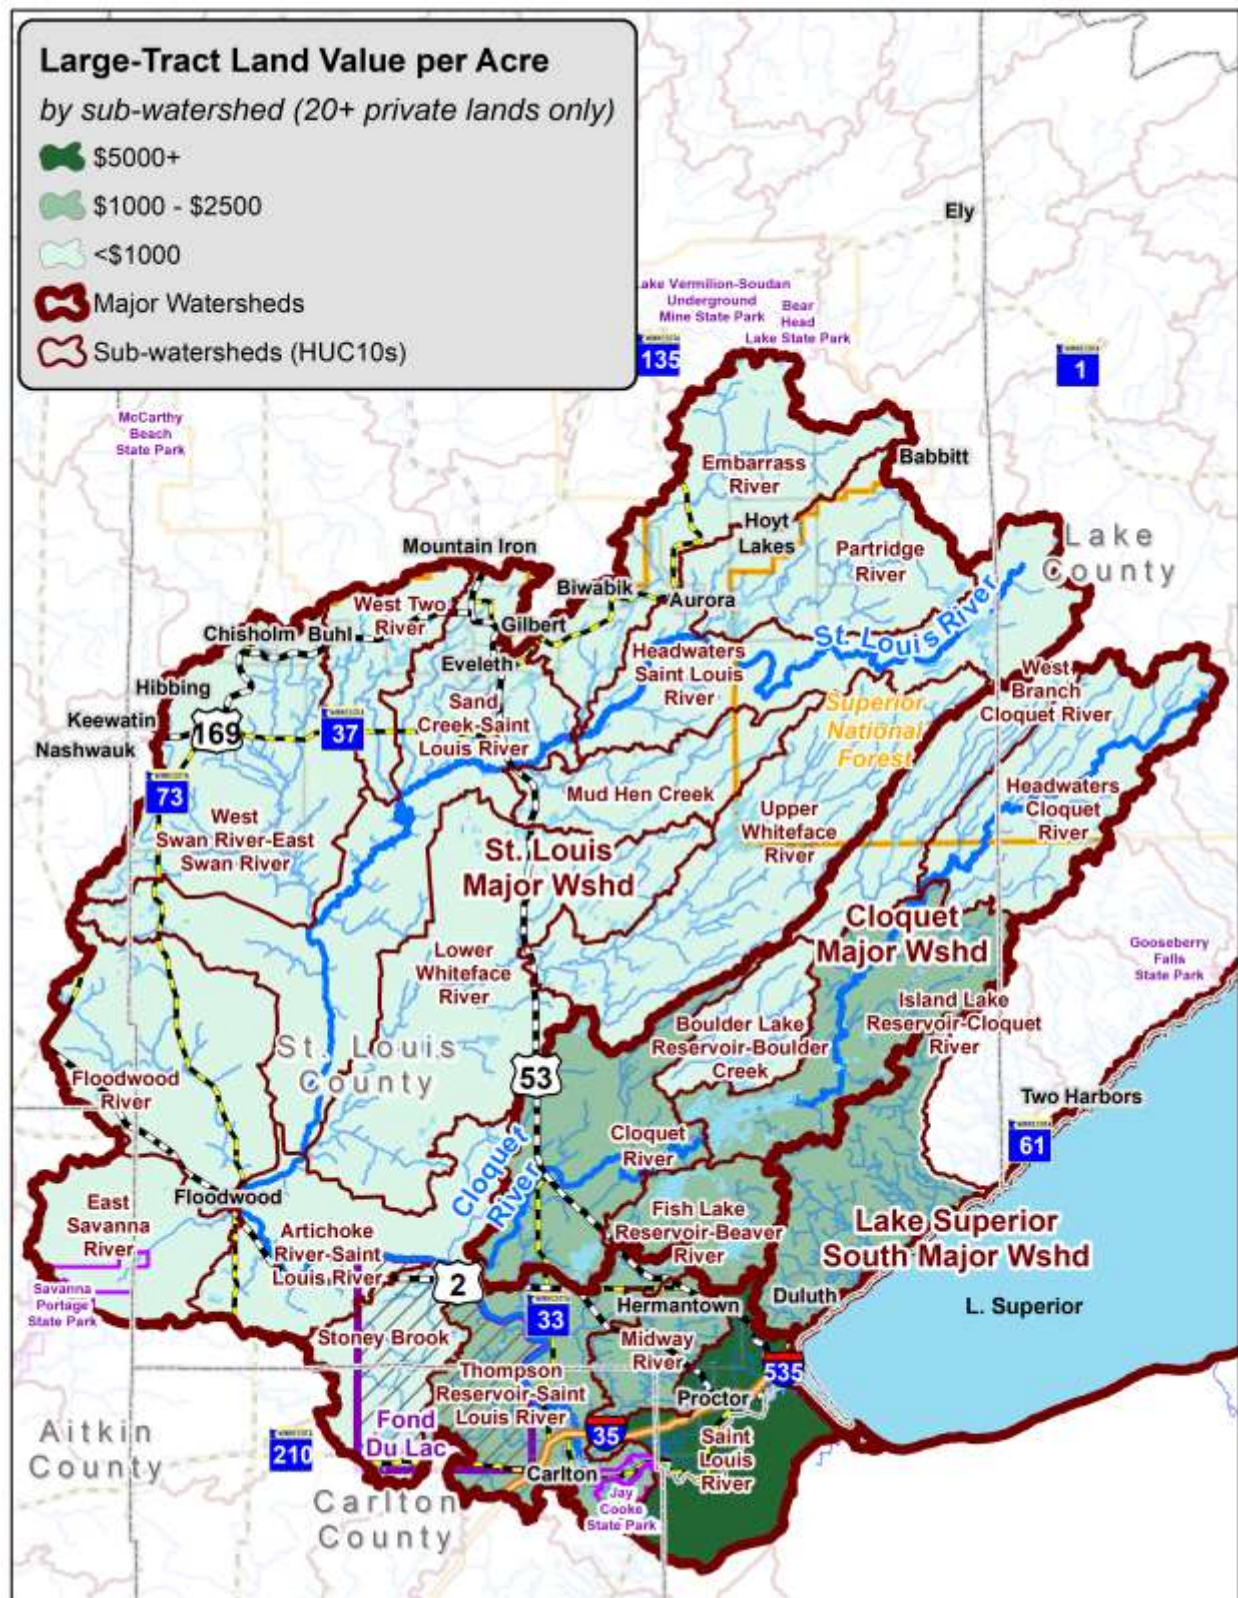 Large-Tract Land Value per Acre
by sub-watershed (20+ private lands only)
$5000+
$1000 - $2500
<$1000
Major Watersheds
Sub-watersheds (HUC10s)
Ely
Lake Vermilion-Soudan
Underground
Mine State Park
Bear
Head
Lake State Park
135
1
McCarthy
Beach
State Park
Embarrass
River
Babbitt
Hoyt
Lakes
Partridge
River
Lake
County
Mountain Iron
Biwabik
Aurora
West Two
River
Gilbert
Chisholm
Buhl
Eveleth
Headwaters
Saint Louis
River
St. Louis River
Hibbing
Keewatin
Nashwauk
169
37
Sand
Creek-Saint
Louis River
West
Branch
Cloquet River
Superior
National
Forest
73
Mud Hen Creek
Headwaters
Cloquet
River
West
Swan River-East
Swan River
Upper
Whiteface
River
St. Louis
Major Wshd
Cloquet
Major Wshd
Lower
Whiteface
River
Gooseberry
Falls
State Park
Island Lake
Reservoir-Cloquet
River
Boulder Lake
Reservoir-Boulder
Creek
St. Louis
County
53
Floodwood
River
Two Harbors
61
Cloquet
River
Cloquet
River
Floodwood
East
Savanna
River
Artichoke
River-Saint
Louis River
Fish Lake
Reservoir-Beaver
River
Lake Superior
South Major Wshd
L. Superior
Savanna
Portage
State Park
2
33
Hermantown
Duluth
Stoney Brook
Midway
River
535
Thompson
Reservoir-Saint
Louis River
Proctor
Fond
Du Lac
35
Saint
Louis
River
Aitkin
County
210
Carlton
Carlton
County
Jay
Cooke
State Park